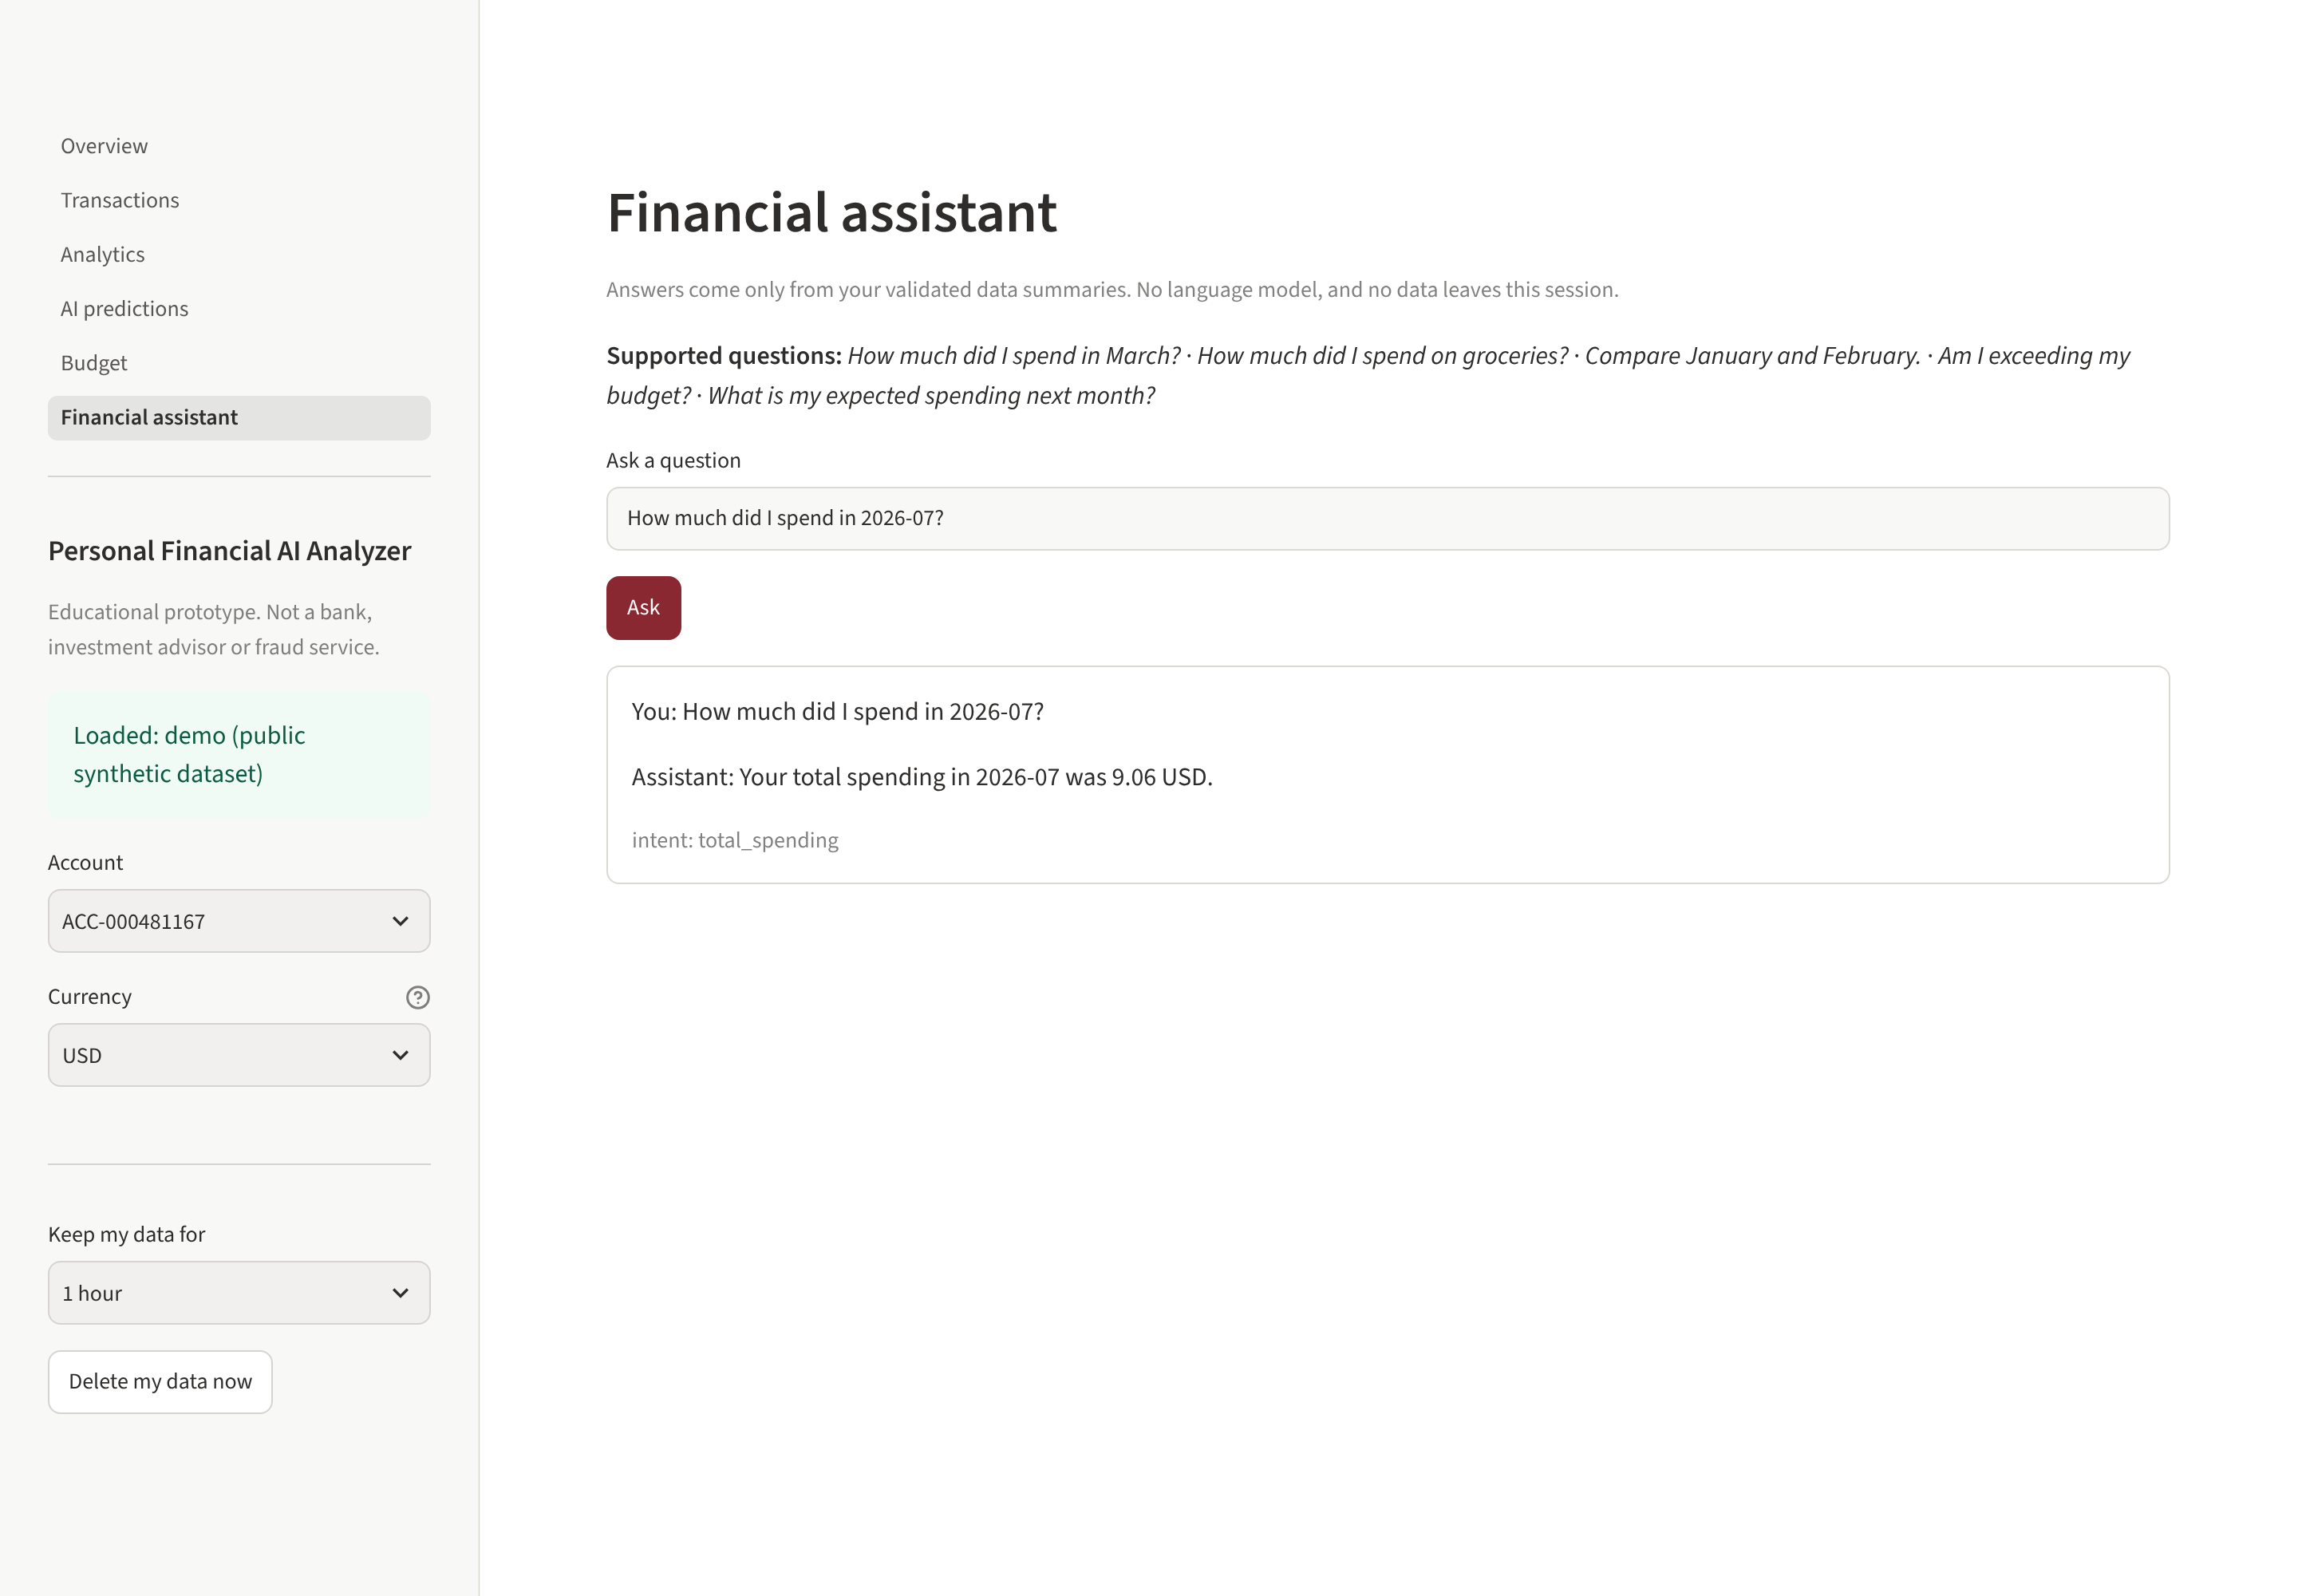 Overview
Transactions
Analytics
AI predictions
Budget
Financial assistant
Personal Financial AI Analyzer
Educational prototype. Not a bank,
investment advisor or fraud service.
Loaded: demo (public
synthetic dataset)
Account
ACC-000481167
Currency
USD
Keep my data for
1 hour
Delete my data now
Financial assistant
Answers come only from your validated data summaries. No language model, and no data leaves this session.
Supported questions: How much did I spend in March? · How much did I spend on groceries? · Compare January and February. · Am I exceeding my
budget? · What is my expected spending next month?
Ask a question
How much did I spend in 2026-07?
Ask
You: How much did I spend in 2026-07?
Assistant: Your total spending in 2026-07 was 9.06 USD.
intent: total_spending